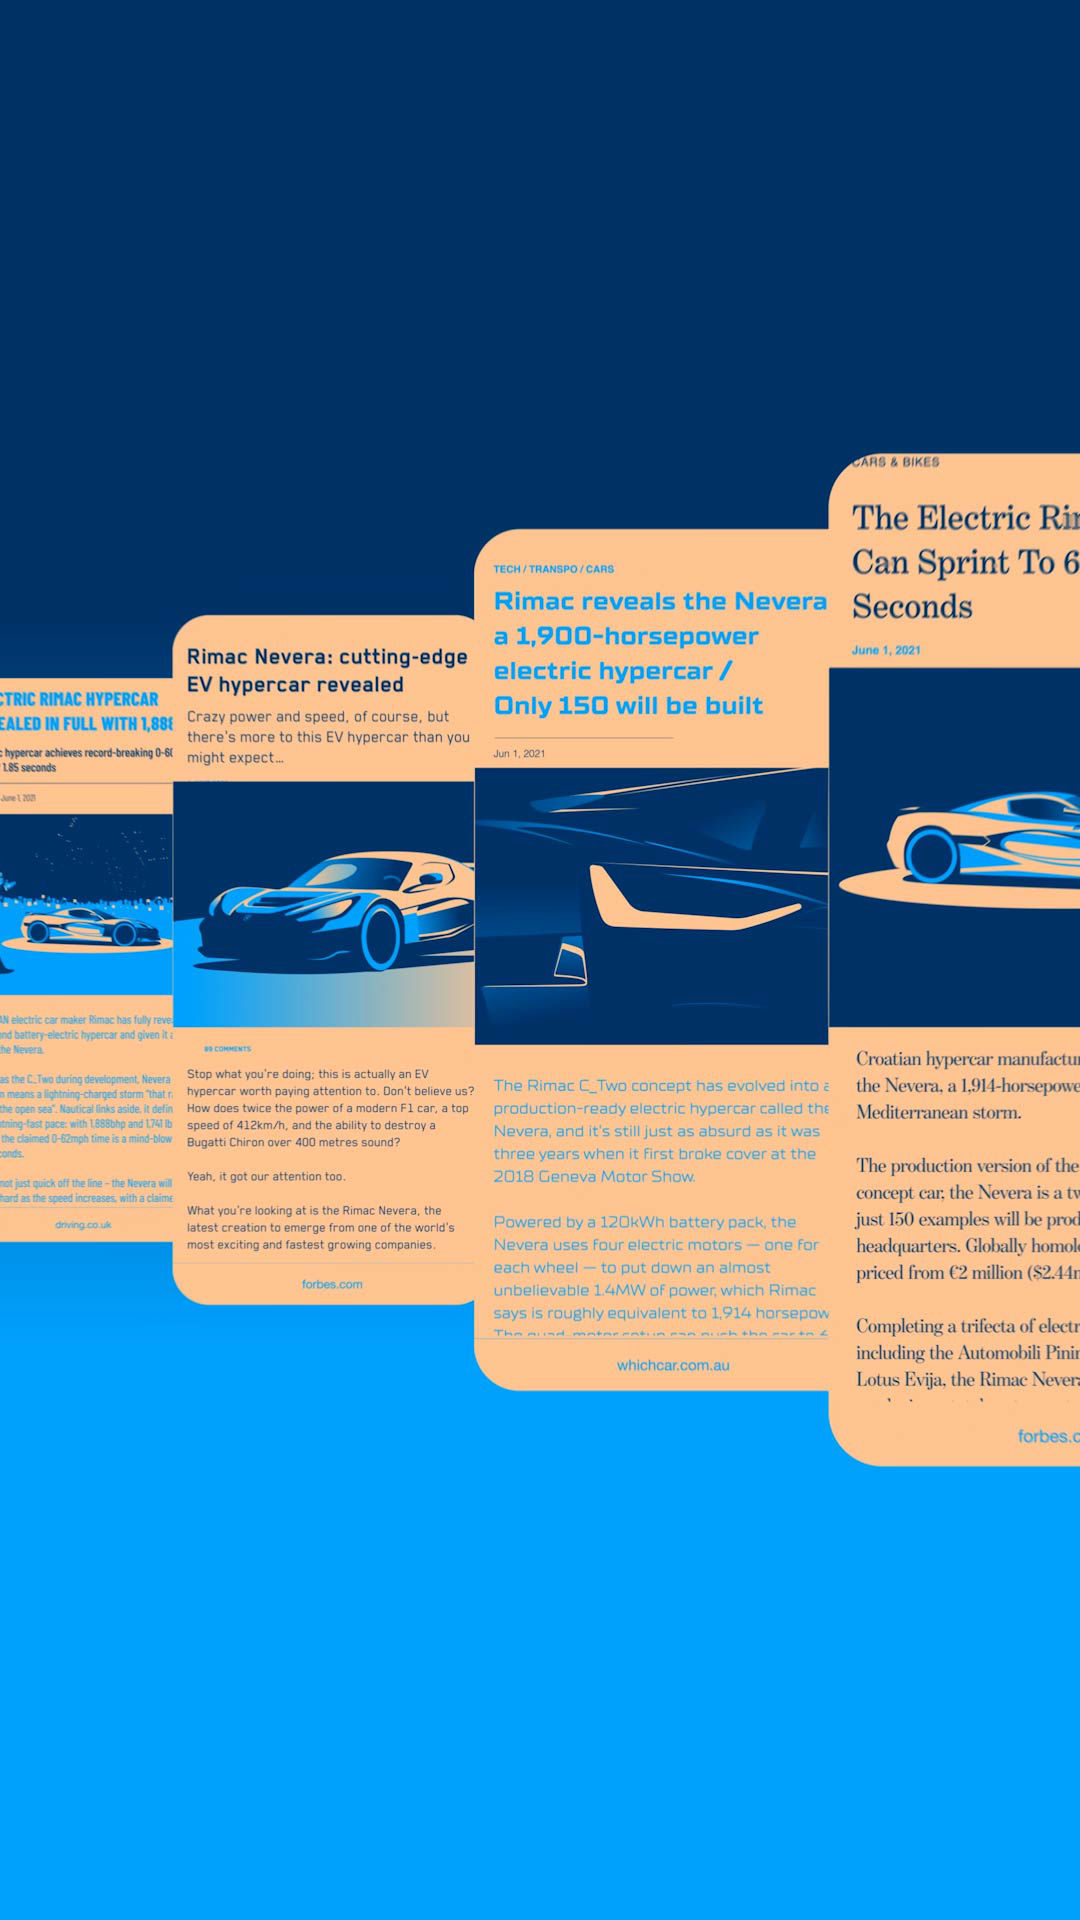 CTRIC RIMAC HYPERCAR
EALED IN FULL WITH 1,888
c hypercar achieves record-breaking 0-60
1.85 seconds
June 1, 2021
AN electric car maker Rimac has fully reve
nd battery-electric hypercar and given it a
the Nevera.
as the C_Two during development, Nevera
n means a lightning-charged storm "that r
the open sea". Nautical links aside, it defin
htning-fast pace: with 1,888bhp and 1,741 lb
the claimed 0-62mph time is a mind-blow
conds.
not just quick off the line – the Nevera will
hard as the speed increases, with a claime
driving.co.uk
Rimac Nevera: cutting-edge
EV hypercar revealed
Crazy power and speed, of course, but
there's more to this EV hypercar than you
might expect...
89 COMMENTS
Stop what you're doing; this is actually an EV
hypercar worth paying attention to. Don't believe us?
How does twice the power of a modern F1 car, a top
speed of 412km/h, and the ability to destroy a
Bugatti Chiron over 400 metres sound?
Yeah, it got our attention too.
What you're looking at is the Rimac Nevera, the
latest creation to emerge from one of the world's
most exciting and fastest growing companies.
forbes.com
TECH / TRANSPO / CARS
Rimac reveals the Nevera
a 1,900-horsepower
electric hypercar /
Only 150 will be built
Jun 1, 2021
The Rimac C_Two concept has evolved into a
production-ready electric hypercar called the
Nevera, and it's still just as absurd as it was
three years when it first broke cover at the
2018 Geneva Motor Show.
Powered by a 120kWh battery pack, the
Nevera uses four electric motors — one for
each wheel — to put down an almost
unbelievable 1.4MW of power, which Rimac
says is roughly equivalent to 1,914 horsepow
The quad-motor setup can push the car to 6
whichcar.com.au
CARS & BIKES
The Electric Rim
Can Sprint To 6
Seconds
June 1, 2021
Croatian hypercar manufactur
the Nevera, a 1,914-horsepowe
Mediterranean storm.
The production version of the
concept car, the Nevera is a tw
just 150 examples will be prod
headquarters. Globally homolo
priced from €2 million ($2.44m
Completing a trifecta of electr
including the Automobili Pinin
Lotus Evija, the Rimac Nevera
forbes.c